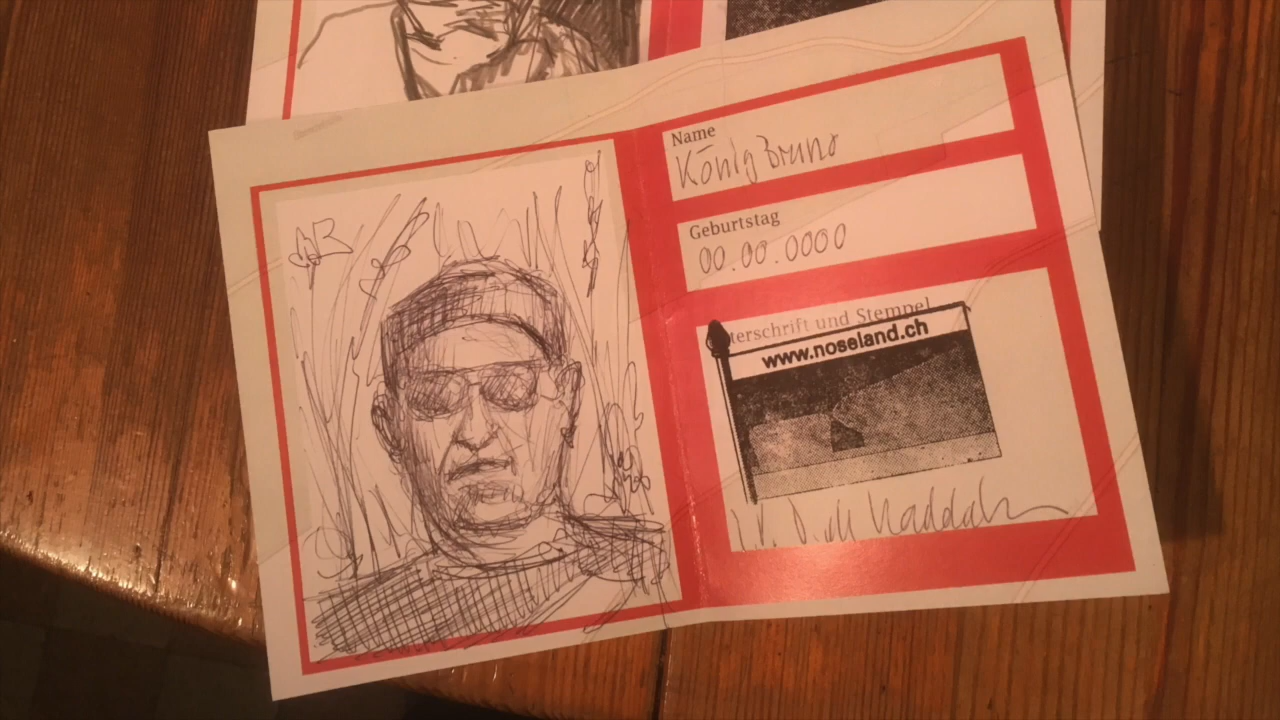 Name
König Bruno
Geburtstag
00.00.0000
terschrift und Stempel
www.noseland.ch